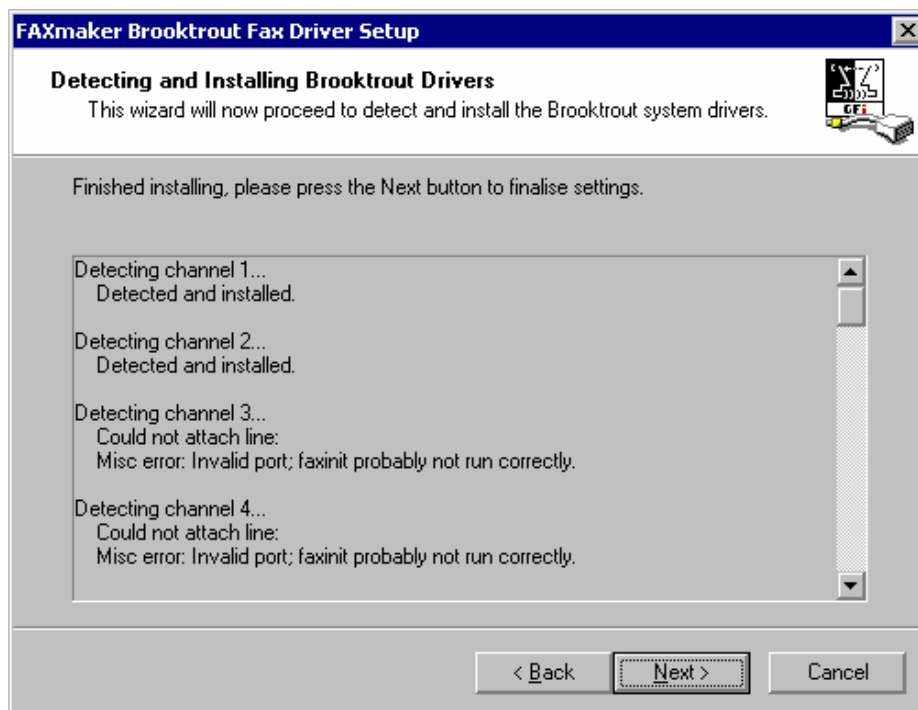 FAXmaker Brooktrout Fax Driver Setup
Detecting and Installing Brooktrout Drivers
This wizard will now proceed to detect and install the Brooktrout system drivers.
GFi
Finished installing, please press the Next button to finalise settings.
Detecting channel 1...
Detected and installed.
Detecting channel 2...
Detected and installed.
Detecting channel 3...
Could not attach line:
Misc error: Invalid port; faxinit probably not run correctly.
Detecting channel 4...
Could not attach line:
Misc error: Invalid port; faxinit probably not run correctly.
< Back Next > Cancel